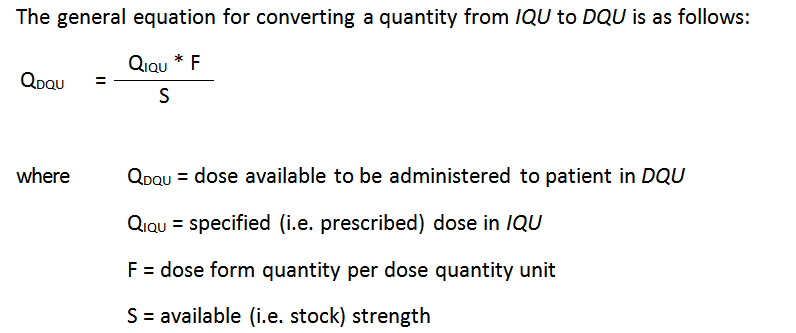 The general equation for converting a quantity from IQU to DQU is as follows:
QIQU * F
QDQU =
S
where QDQU = dose available to be administered to patient in DQU
QIQU = specified (i.e. prescribed) dose in IQU
F = dose form quantity per dose quantity unit
S = available (i.e. stock) strength